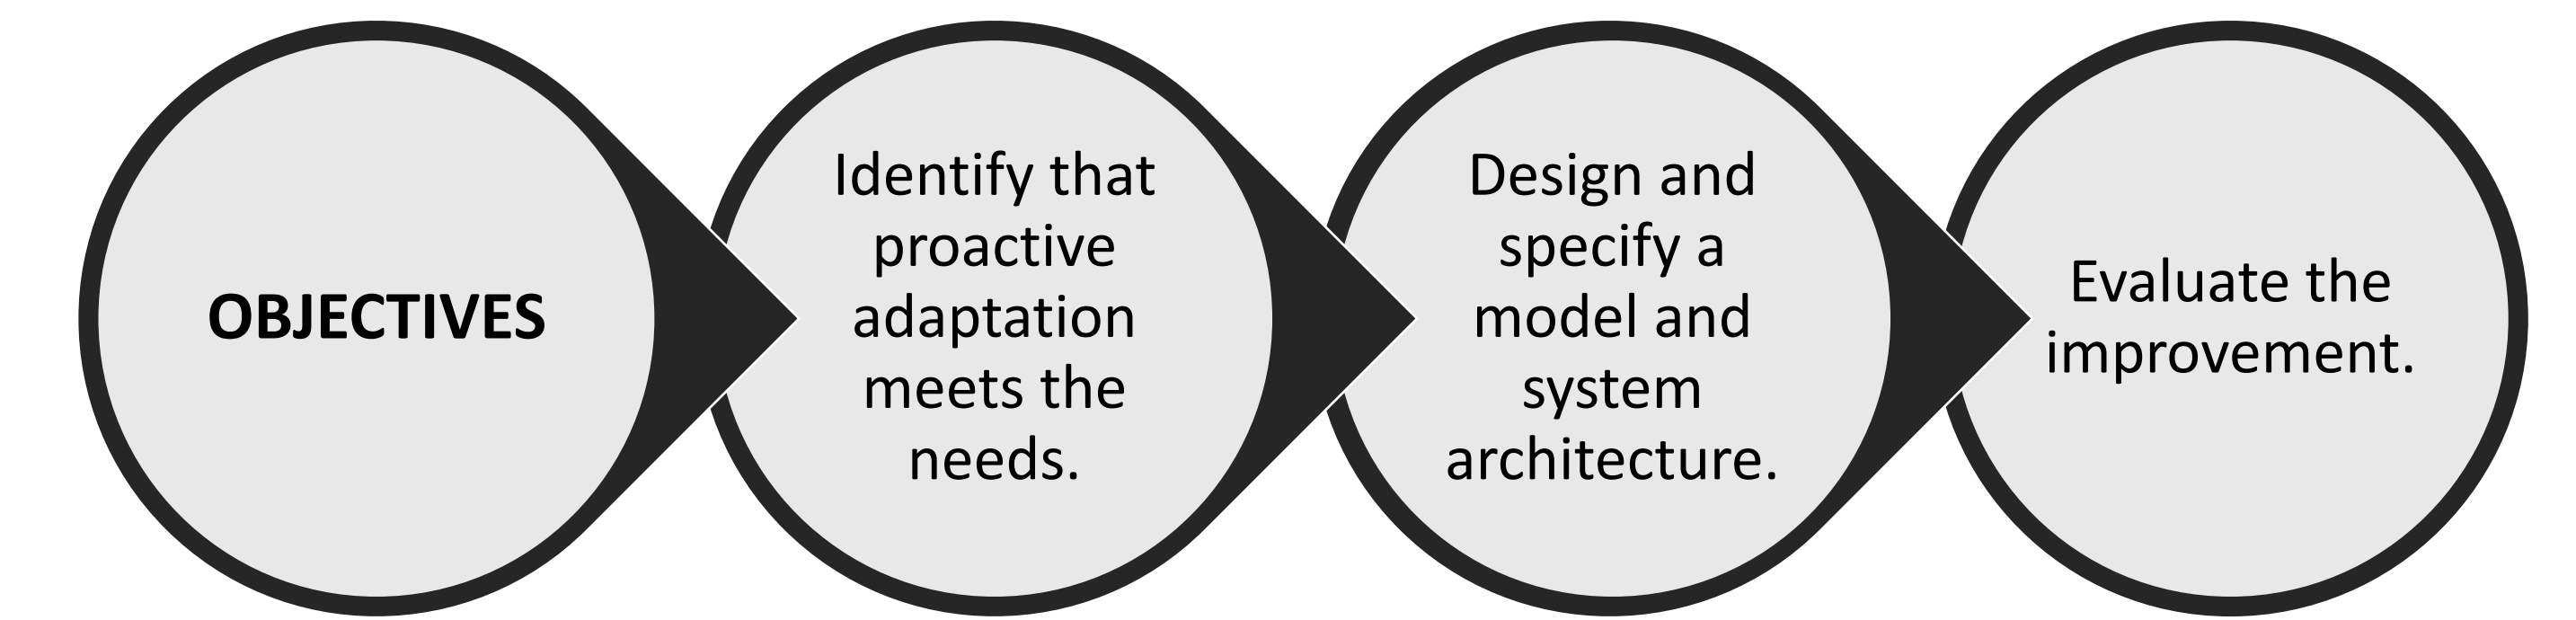 OBJECTIVES
Identify that
proactive
adaptation
meets the
needs.
Design and
specify a
model and
system
architecture.
Evaluate the
improvement.